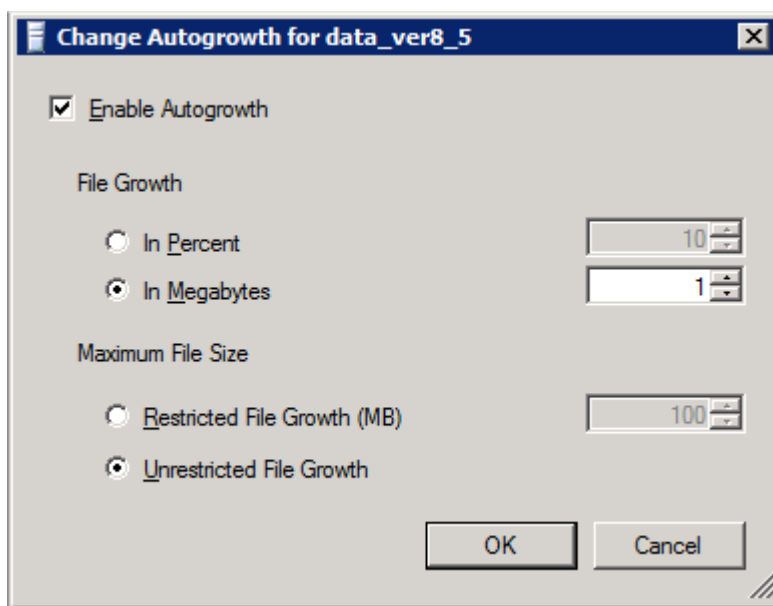 Change Autogrowth for data_ver8_5
Enable Autogrowth
File Growth
In Percent 10
In Megabytes 1
Maximum File Size
Restricted File Growth (MB) 100
Unrestricted File Growth
OK Cancel